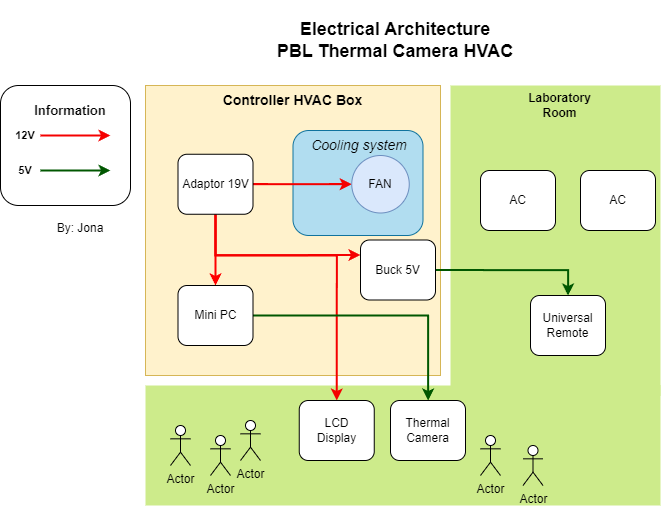 Electrical Architecture
PBL Thermal Camera HVAC
Information
12V
5V
By: Jona
Controller HVAC Box
Cooling system
Adaptor 19V
FAN
Buck 5V
Mini PC
Laboratory
Room
AC
AC
Universal
Remote
LCD
Display
Thermal
Camera
Actor
Actor
Actor
Actor
Actor